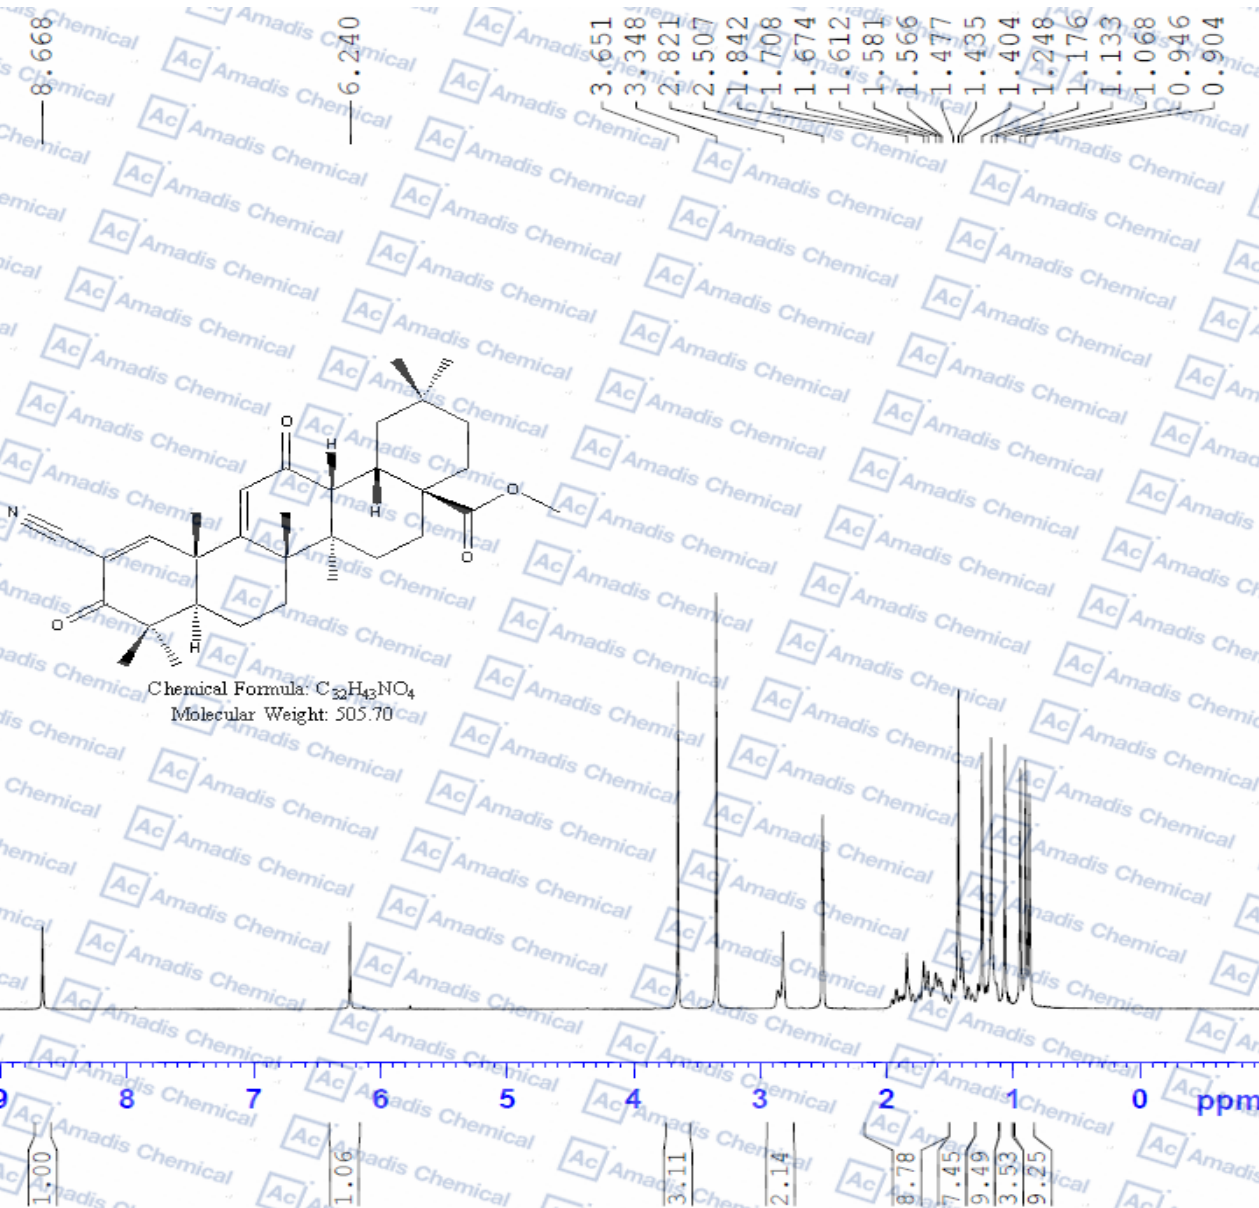 8.668
6.240
3.651
3.348
2.821
2.507
1.842
1.708
1.674
1.612
1.581
1.566
1.477
1.435
1.404
1.248
1.176
1.133
1.068
0.946
0.904
Ac Amadis Chemical
O
H
N
H
O
O
O
H
Chemical Formula: C32H43NO4
Molecular Weight: 505.70
9 8 7 6 5 4 3 2 1 0 ppm
1.00
1.06
3.11
2.14
8.78
7.45
9.49
3.53
9.25